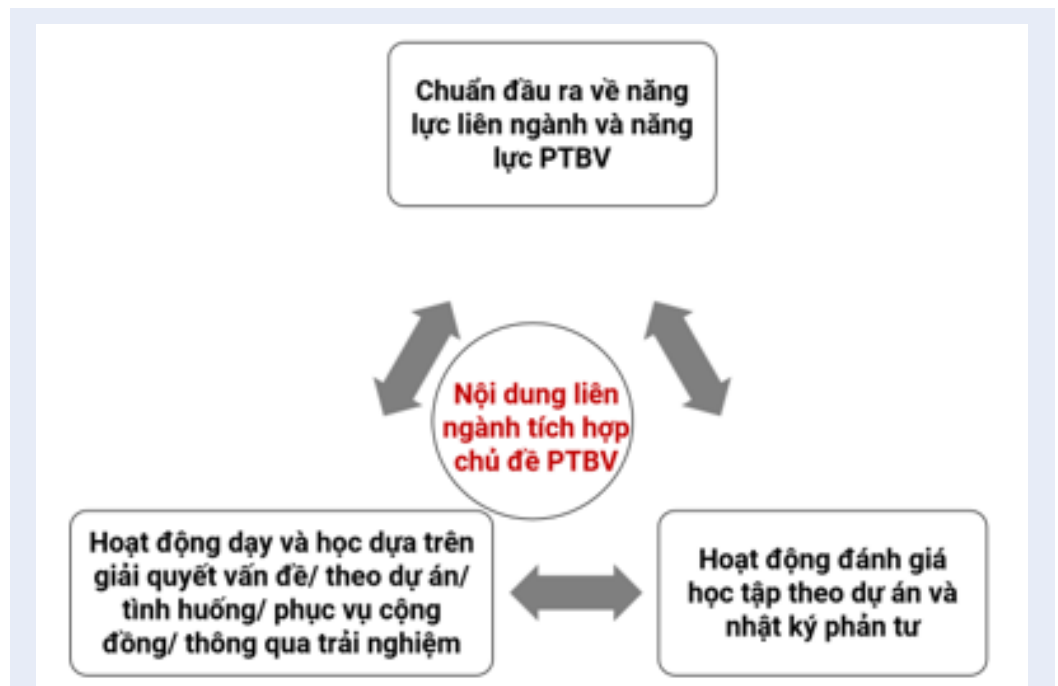 Chuẩn đầu ra về năng
lực liên ngành và năng
lực PTBV
Nội dung liên
ngành tích hợp
chủ đề PTBV
Hoạt động dạy và học dựa trên
giải quyết vấn đề/ theo dự án/
tình huống/ phục vụ cộng
đồng/ thông qua trải nghiệm
Hoạt động đánh giá
học tập theo dự án và
nhật ký phản tư